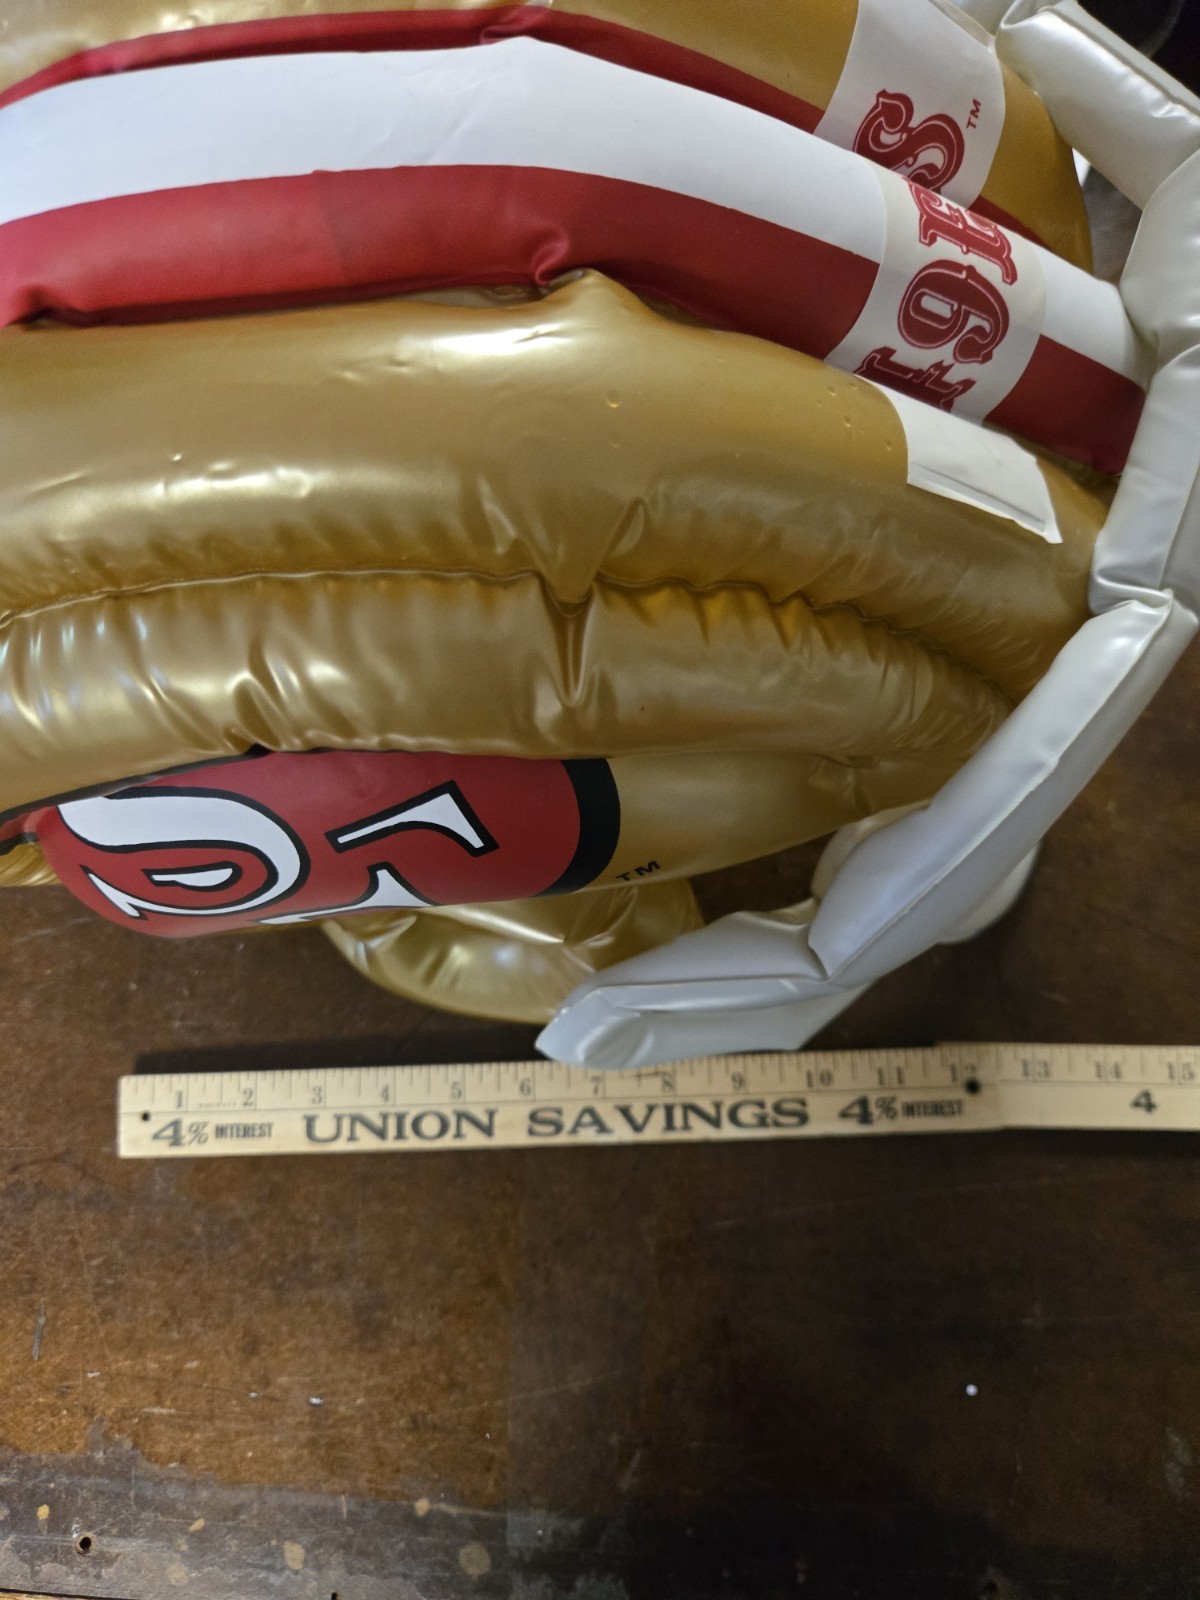 49ERS™
SF
™
1 2 3 4 5 6 7 8 9 10 11 12 13 14 15
4% INTEREST UNION SAVINGS 4% INTEREST 4